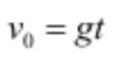 v₀ = gt